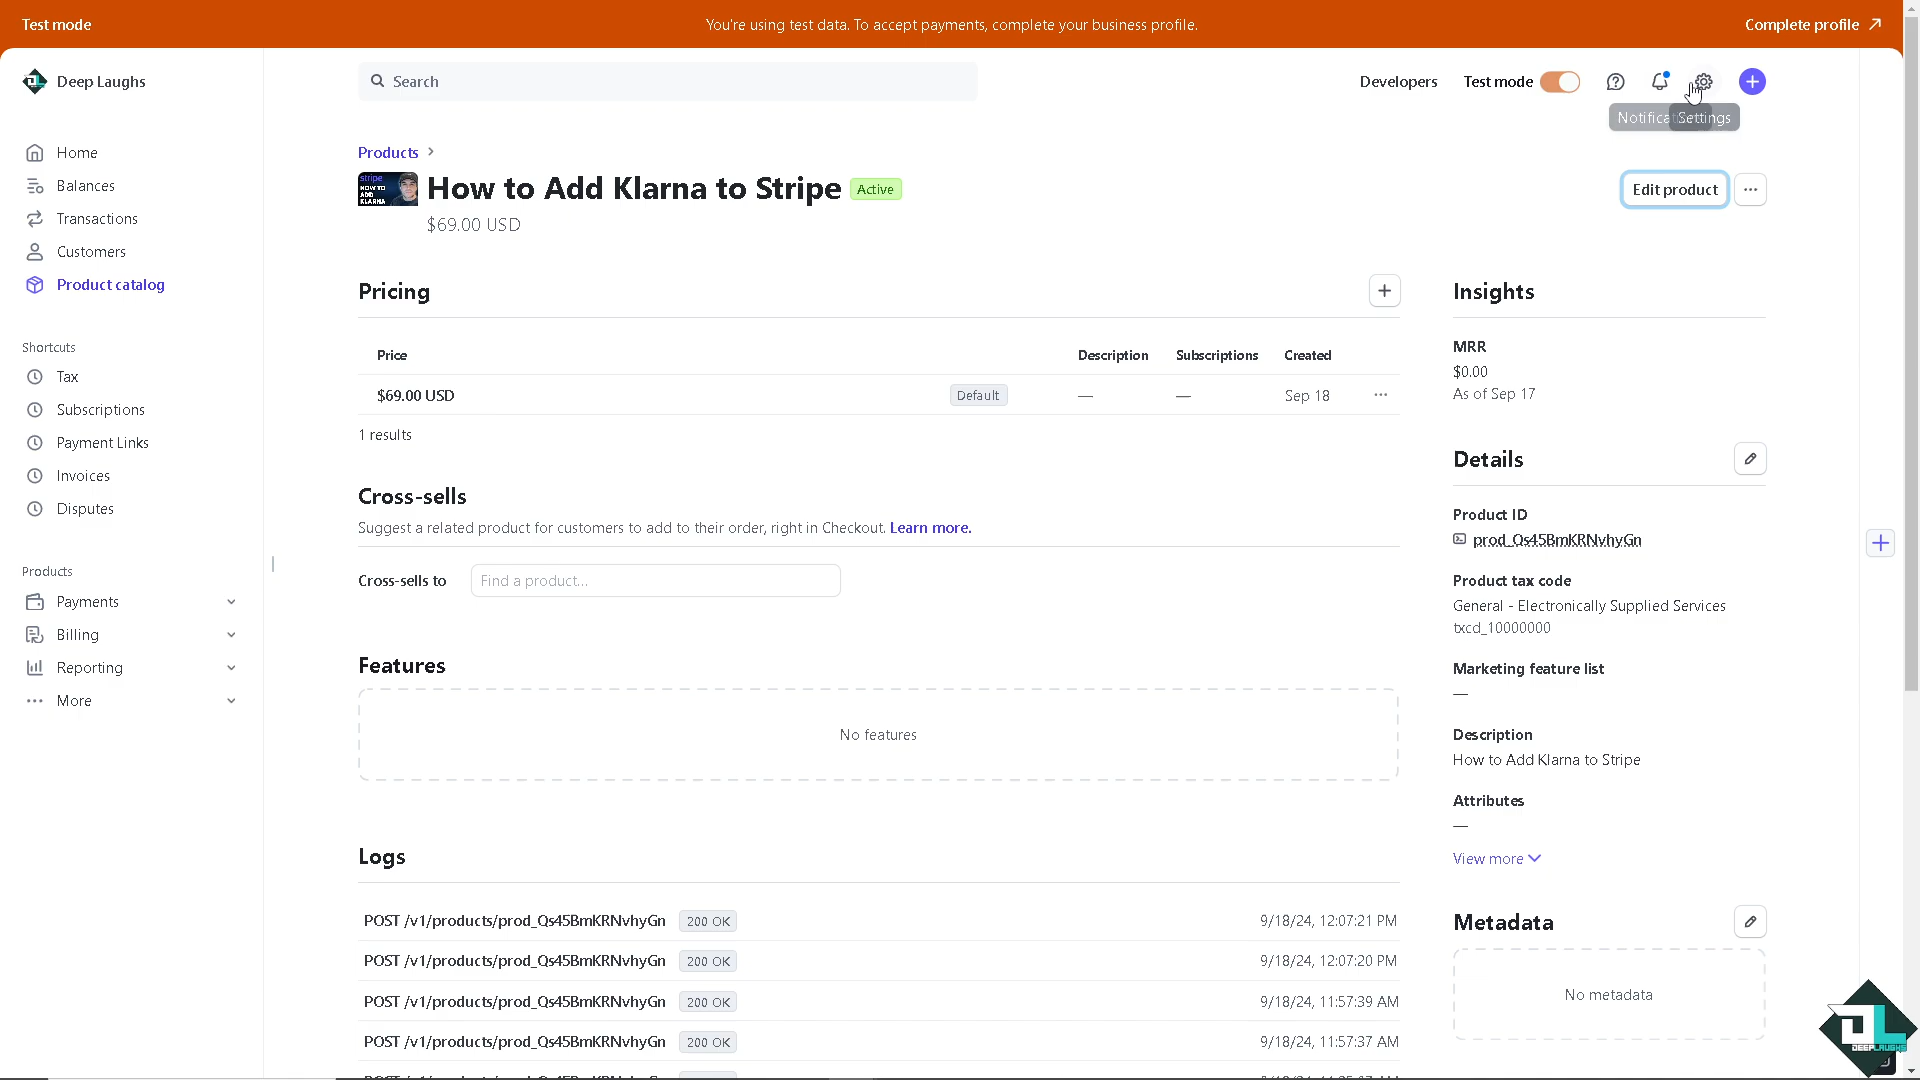 Test mode
You're using test data. To accept payments, complete your business profile.
Complete profile
Deep Laughs
Search
Developers
Test mode
Settings
Home
Balances
Transactions
Customers
Product catalog
Shortcuts
Tax
Subscriptions
Payment Links
Invoices
Disputes
Products
Payments
Billing
Reporting
More
Products
stripe
HOW TO
ADD
KLARNA
How to Add Klarna to Stripe
Active
$69.00 USD
Edit product
Pricing
Price Description Subscriptions Created
$69.00 USD Default — — Sep 18
1 results
Cross-sells
Suggest a related product for customers to add to their order, right in Checkout. Learn more.
Cross-sells to
Find a product...
Features
No features
Logs
POST /v1/products/prod_Qs45BmKRNvhyGn 200 OK 9/18/24, 12:07:21 PM
POST /v1/products/prod_Qs45BmKRNvhyGn 200 OK 9/18/24, 12:07:20 PM
POST /v1/products/prod_Qs45BmKRNvhyGn 200 OK 9/18/24, 11:57:39 AM
POST /v1/products/prod_Qs45BmKRNvhyGn 200 OK 9/18/24, 11:57:37 AM
Insights
MRR
$0.00
As of Sep 17
Details
Product ID
prod_Qs45BmKRNvhyGn
Product tax code
General - Electronically Supplied Services
txcd_10000000
Marketing feature list
—
Description
How to Add Klarna to Stripe
Attributes
—
View more
Metadata
No metadata
DEEPLAUGHS